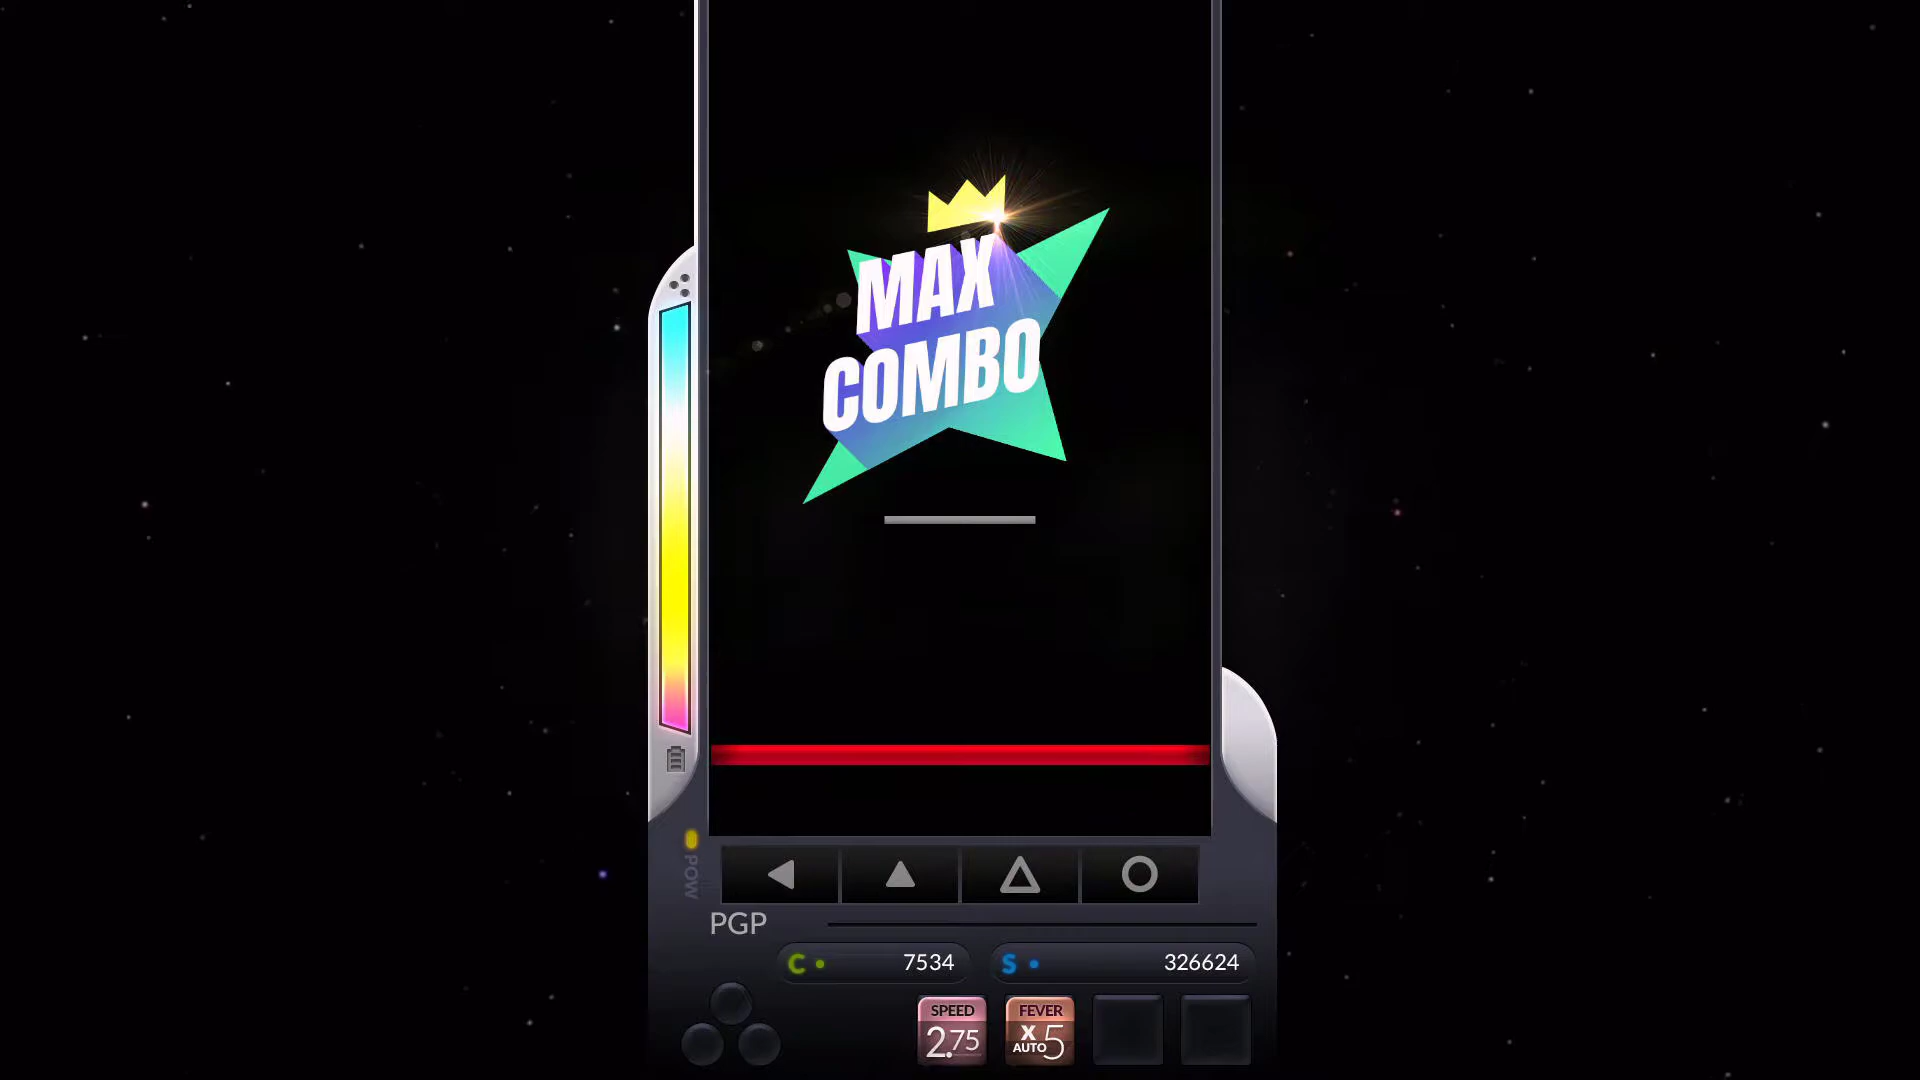 MAX
COMBO
POW
PGP
C 7534
S 326624
SPEED
2.75
FEVER
X AUTO 5